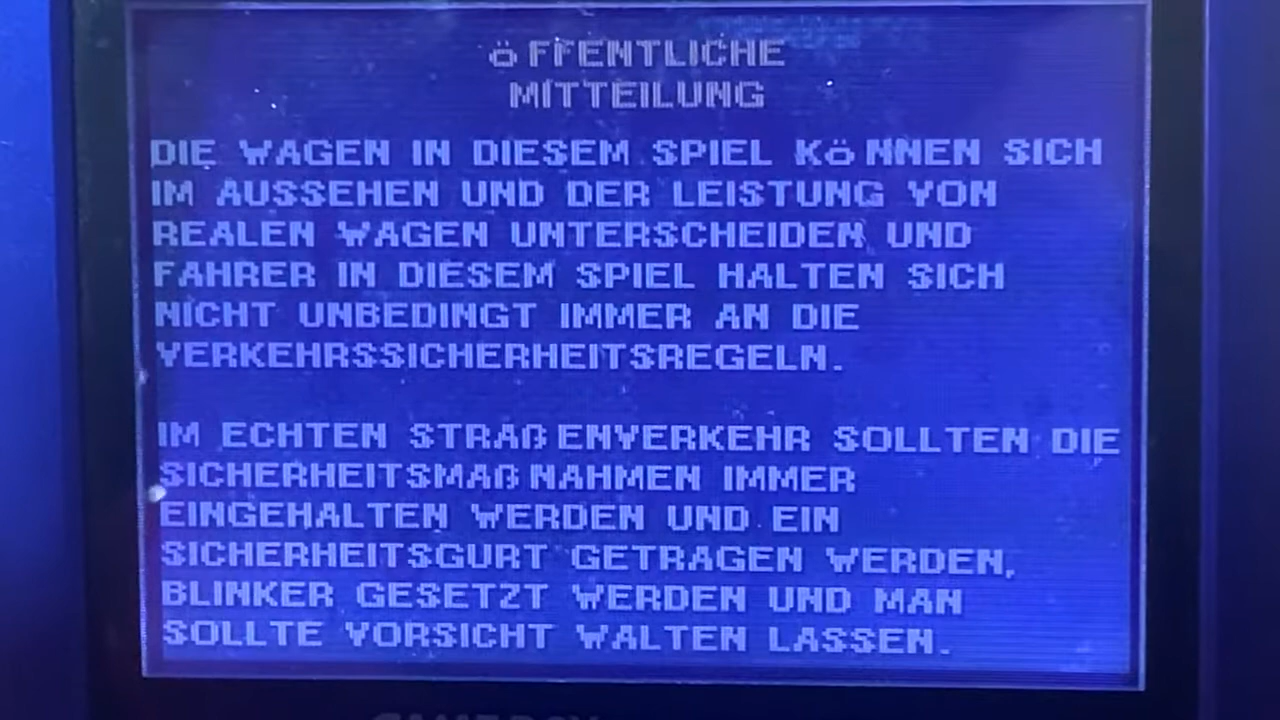 öFFENTLICHE
MITTEILUNG
DIE WAGEN IN DIESEM SPIEL KöNNEN SICH
IM AUSSEHEN UND DER LEISTUNG VON
REALEN WAGEN UNTERSCHEIDEN UND
FAHRER IN DIESEM SPIEL HALTEN SICH
NICHT UNBEDINGT IMMER AN DIE
VERKEHRSSICHERHEITSREGELN.
IM ECHTEN STRAßENVERKEHR SOLLTEN DIE
SICHERHEITSMAßNAHMEN IMMER
EINGEHALTEN WERDEN UND EIN
SICHERHEITSGURT GETRAGEN WERDEN,
BLINKER GESETZT WERDEN UND MAN
SOLLTE VORSICHT WALTEN LASSEN.